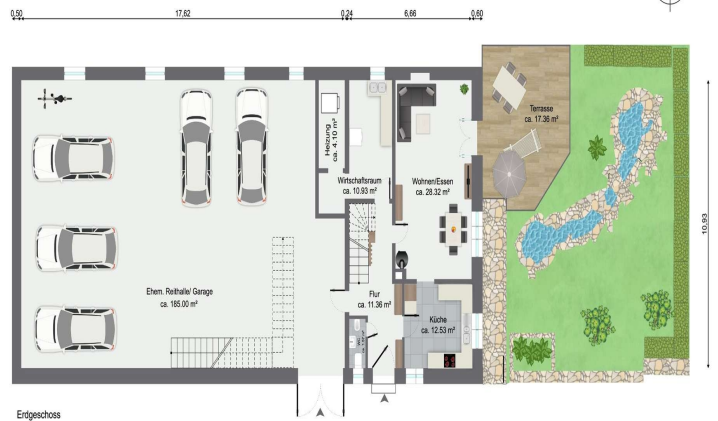 0,50
17,62
0,24
6,66
0,60
Terrasse
ca. 17.36 m²
Heizung
ca. 4.10 m²
Wirtschaftsraum
ca. 10.93 m²
Wohnen/Essen
ca. 28.32 m²
10,93
Ehem. Reithalle/ Garage
ca. 185.00 m²
Flur
ca. 11.36 m²
Küche
ca. 12.53 m²
WC
Erdgeschoss